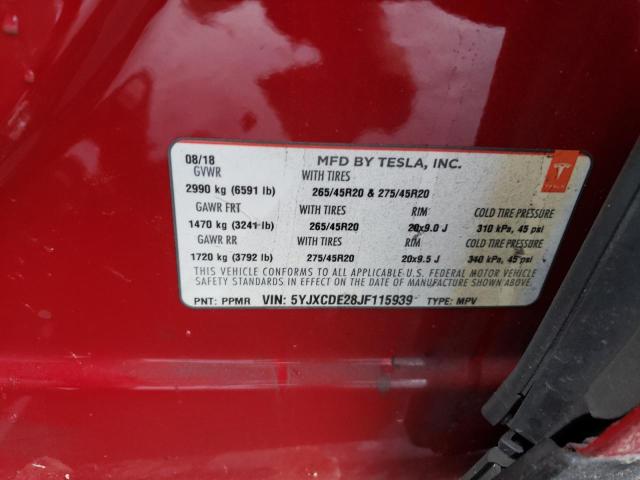 08/18 MFD BY TESLA, INC.
GVWR WITH TIRES
2990 kg (6591 lb) 265/45R20 & 275/45R20
GAWR FRT WITH TIRES RIM COLD TIRE PRESSURE
1470 kg (3241 lb) 265/45R20 20x9.0 J 310 kPa, 45 psi
GAWR RR WITH TIRES RIM COLD TIRE PRESSURE
1720 kg (3792 lb) 275/45R20 20x9.5 J 340 kPa, 45 psi
THIS VEHICLE CONFORMS TO ALL APPLICABLE U.S. FEDERAL MOTOR VEHICLE
SAFETY STANDARDS IN EFFECT ON THE DATE OF MANUFACTURE SHOWN ABOVE.
PNT: PPMR VIN: 5YJXCDE28JF115939 TYPE: MPV
TESLA